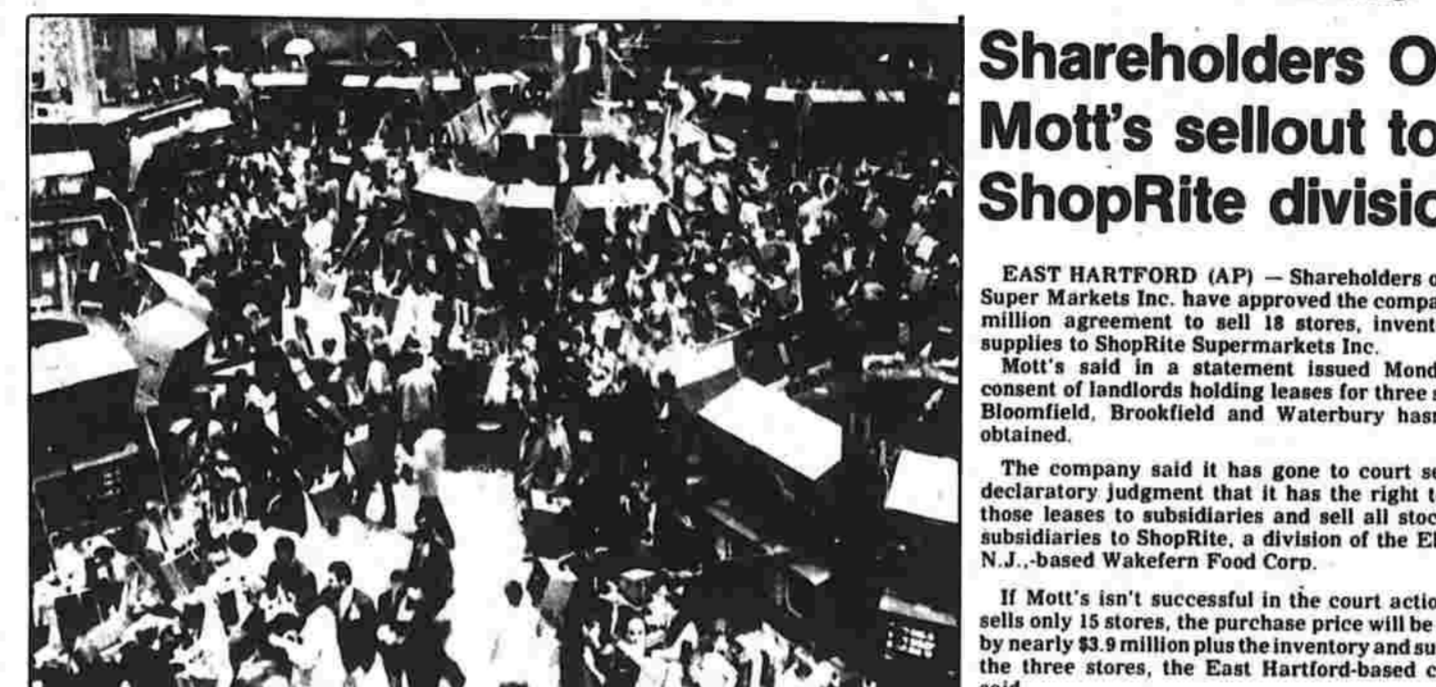 Shareholders O
Mott's sellout to
ShopRite divisio
EAST HARTFORD (AP) — Shareholders o
Super Markets Inc. have approved the compa
million agreement to sell 18 stores, invent
supplies to ShopRite Supermarkets Inc.
Mott's said in a statement issued Mond
consent of landlords holding leases for three s
Bloomfield, Brookfield and Waterbury hasn
obtained.
The company said it has gone to court se
declaratory judgment that it has the right t
those leases to subsidiaries and sell all stoc
subsidiaries to ShopRite, a division of the El
N.J.,-based Wakefern Food Corp.
If Mott's isn't successful in the court actio
sells only 15 stores, the purchase price will be
by nearly $3.9 million plus the inventory and su
the three stores, the East Hartford-based c
said